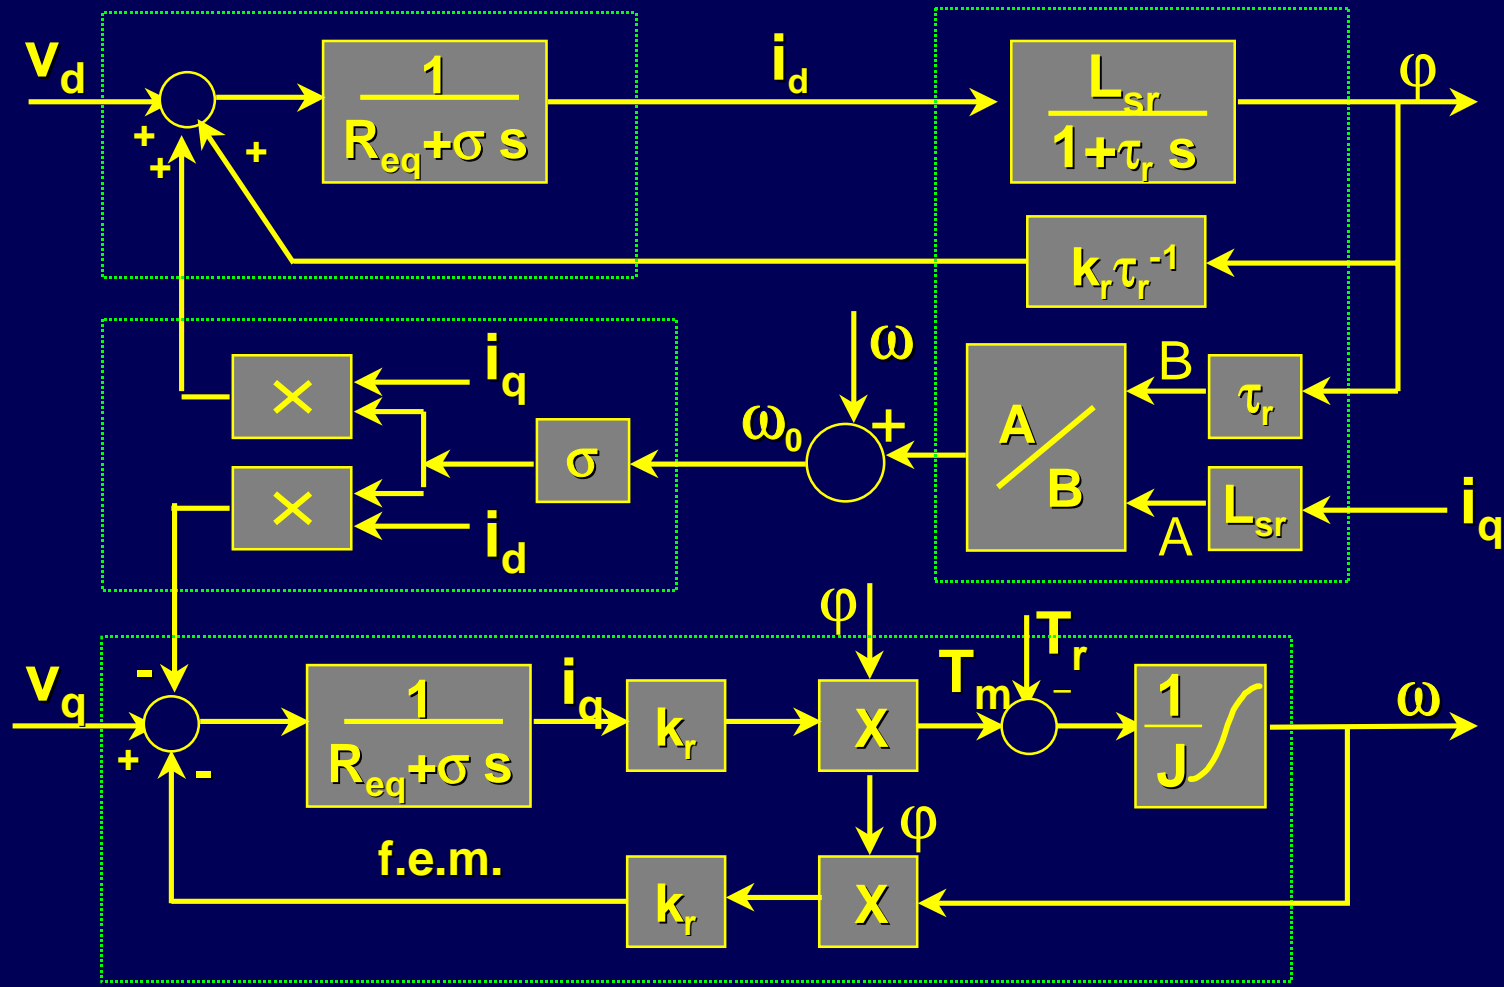 v_d
+
+
+
1
R_eq+σ s
i_d
L_sr
1+τ_r s
φ
k_r τ_r^-1
×
i_q
×
i_d
σ
ω_0
ω
+
A
B
B
τ_r
A
L_sr
i_q
v_q
-
+
-
1
R_eq+σ s
i_q
k_r
φ
X
T_m
T_r
−
1
J
ω
f.e.m.
k_r
φ
X